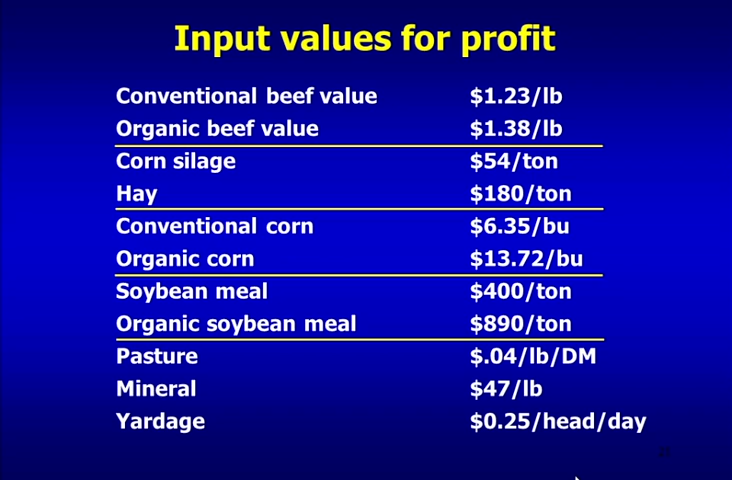 Input values for profit
Conventional beef value $1.23/lb
Organic beef value $1.38/lb
Corn silage $54/ton
Hay $180/ton
Conventional corn $6.35/bu
Organic corn $13.72/bu
Soybean meal $400/ton
Organic soybean meal $890/ton
Pasture $.04/lb/DM
Mineral $47/lb
Yardage $0.25/head/day